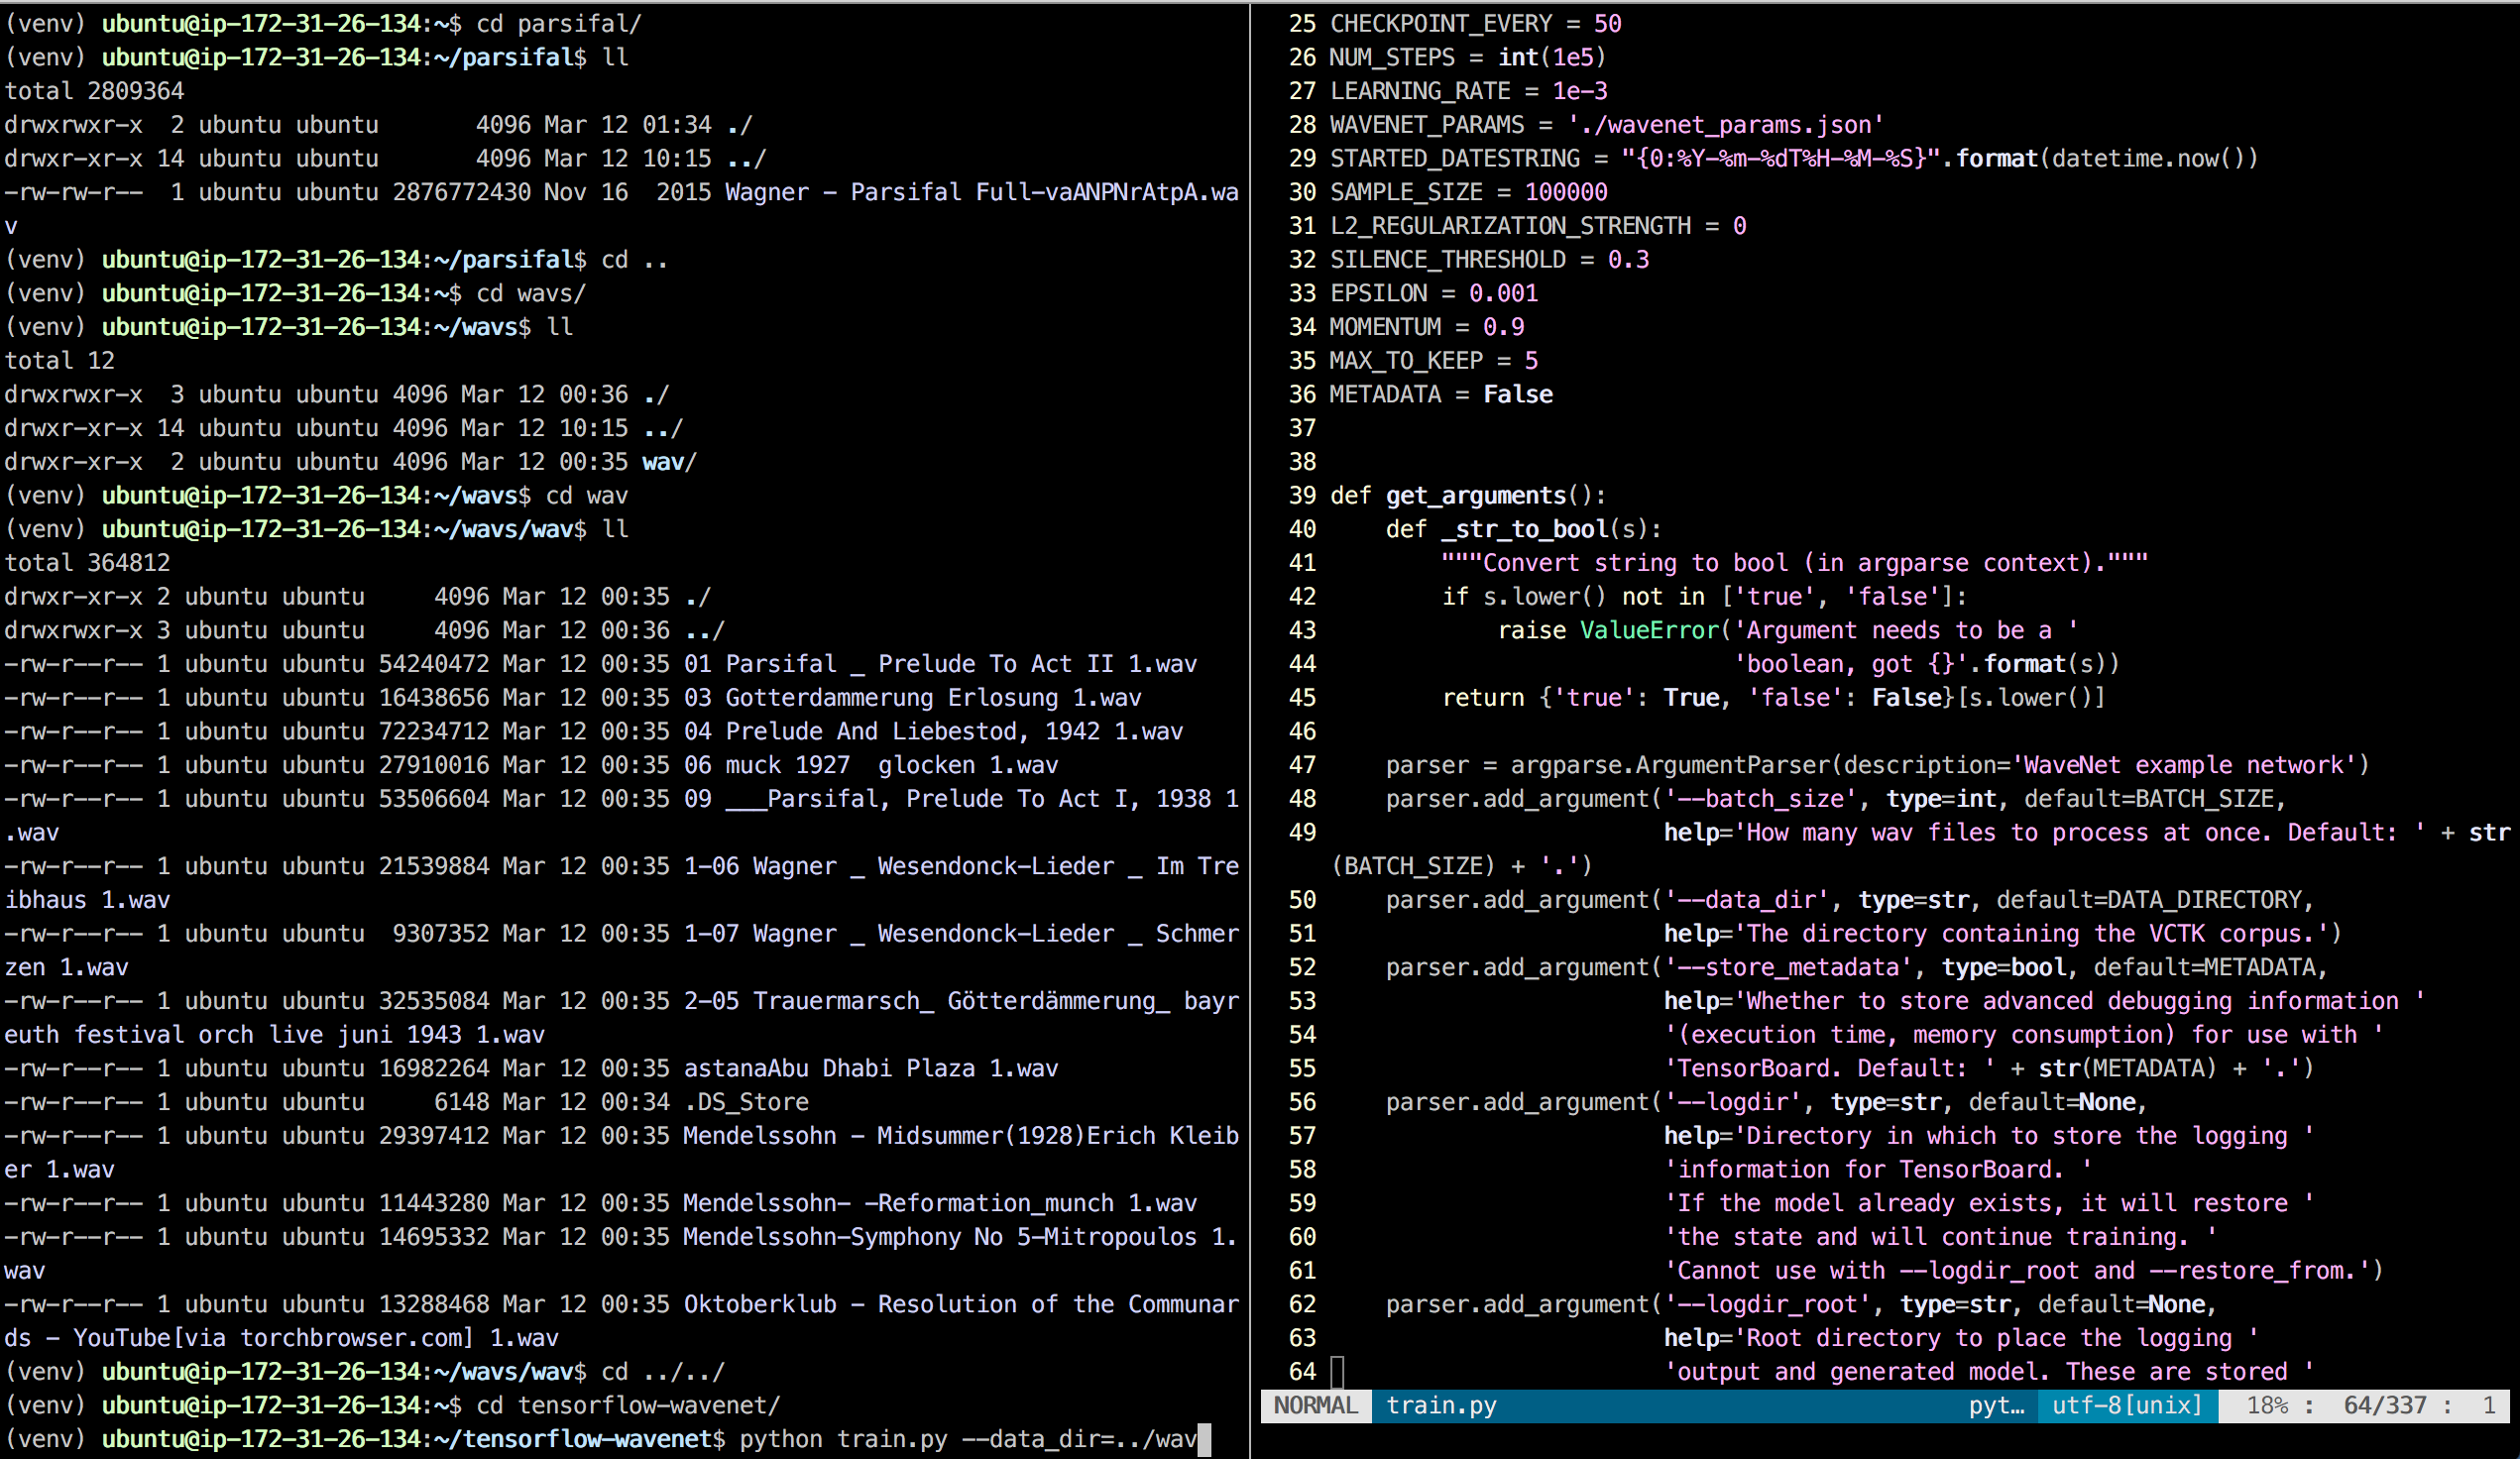 (venv) ubuntu@ip-172-31-26-134:~$ cd parsifal/
(venv) ubuntu@ip-172-31-26-134:~/parsifal$ ll
total 2809364
drwxrwxr-x  2 ubuntu ubuntu       4096 Mar 12 01:34 ./
drwxr-xr-x 14 ubuntu ubuntu       4096 Mar 12 10:15 ../
-rw-rw-r--  1 ubuntu ubuntu 2876772430 Nov 16  2015 Wagner - Parsifal Full-vaANPNrAtpA.wa
v
(venv) ubuntu@ip-172-31-26-134:~/parsifal$ cd ..
(venv) ubuntu@ip-172-31-26-134:~$ cd wavs/
(venv) ubuntu@ip-172-31-26-134:~/wavs$ ll
total 12
drwxrwxr-x  3 ubuntu ubuntu 4096 Mar 12 00:36 ./
drwxr-xr-x 14 ubuntu ubuntu 4096 Mar 12 10:15 ../
drwxr-xr-x  2 ubuntu ubuntu 4096 Mar 12 00:35 wav/
(venv) ubuntu@ip-172-31-26-134:~/wavs$ cd wav
(venv) ubuntu@ip-172-31-26-134:~/wavs/wav$ ll
total 364812
drwxr-xr-x 2 ubuntu ubuntu     4096 Mar 12 00:35 ./
drwxrwxr-x 3 ubuntu ubuntu     4096 Mar 12 00:36 ../
-rw-r--r-- 1 ubuntu ubuntu 54240472 Mar 12 00:35 01 Parsifal _ Prelude To Act II 1.wav
-rw-r--r-- 1 ubuntu ubuntu 16438656 Mar 12 00:35 03 Gotterdammerung Erlosung 1.wav
-rw-r--r-- 1 ubuntu ubuntu 72234712 Mar 12 00:35 04 Prelude And Liebestod, 1942 1.wav
-rw-r--r-- 1 ubuntu ubuntu 27910016 Mar 12 00:35 06 muck 1927  glocken 1.wav
-rw-r--r-- 1 ubuntu ubuntu 53506604 Mar 12 00:35 09 ___Parsifal, Prelude To Act I, 1938 1
.wav
-rw-r--r-- 1 ubuntu ubuntu 21539884 Mar 12 00:35 1-06 Wagner _ Wesendonck-Lieder _ Im Tre
ibhaus 1.wav
-rw-r--r-- 1 ubuntu ubuntu  9307352 Mar 12 00:35 1-07 Wagner _ Wesendonck-Lieder _ Schmer
zen 1.wav
-rw-r--r-- 1 ubuntu ubuntu 32535084 Mar 12 00:35 2-05 Trauermarsch_ Götterdämmerung_ bayr
euth festival orch live juni 1943 1.wav
-rw-r--r-- 1 ubuntu ubuntu 16982264 Mar 12 00:35 astanaAbu Dhabi Plaza 1.wav
-rw-r--r-- 1 ubuntu ubuntu     6148 Mar 12 00:34 .DS_Store
-rw-r--r-- 1 ubuntu ubuntu 29397412 Mar 12 00:35 Mendelssohn - Midsummer(1928)Erich Kleib
er 1.wav
-rw-r--r-- 1 ubuntu ubuntu 11443280 Mar 12 00:35 Mendelssohn- -Reformation_munch 1.wav
-rw-r--r-- 1 ubuntu ubuntu 14695332 Mar 12 00:35 Mendelssohn-Symphony No 5-Mitropoulos 1.
wav
-rw-r--r-- 1 ubuntu ubuntu 13288468 Mar 12 00:35 Oktoberklub - Resolution of the Communar
ds - YouTube[via torchbrowser.com] 1.wav
(venv) ubuntu@ip-172-31-26-134:~/wavs/wav$ cd ../../
(venv) ubuntu@ip-172-31-26-134:~$ cd tensorflow-wavenet/
(venv) ubuntu@ip-172-31-26-134:~/tensorflow-wavenet$ python train.py --data_dir=../wav
25 CHECKPOINT_EVERY = 50
26 NUM_STEPS = int(1e5)
27 LEARNING_RATE = 1e-3
28 WAVENET_PARAMS = './wavenet_params.json'
29 STARTED_DATESTRING = "{0:%Y-%m-%dT%H-%M-%S}".format(datetime.now())
30 SAMPLE_SIZE = 100000
31 L2_REGULARIZATION_STRENGTH = 0
32 SILENCE_THRESHOLD = 0.3
33 EPSILON = 0.001
34 MOMENTUM = 0.9
35 MAX_TO_KEEP = 5
36 METADATA = False
37
38
39 def get_arguments():
40     def _str_to_bool(s):
41         """Convert string to bool (in argparse context)."""
42         if s.lower() not in ['true', 'false']:
43             raise ValueError('Argument needs to be a '
44                              'boolean, got {}'.format(s))
45         return {'true': True, 'false': False}[s.lower()]
46
47     parser = argparse.ArgumentParser(description='WaveNet example network')
48     parser.add_argument('--batch_size', type=int, default=BATCH_SIZE,
49                         help='How many wav files to process at once. Default: ' + str
(BATCH_SIZE) + '.')
50     parser.add_argument('--data_dir', type=str, default=DATA_DIRECTORY,
51                         help='The directory containing the VCTK corpus.')
52     parser.add_argument('--store_metadata', type=bool, default=METADATA,
53                         help='Whether to store advanced debugging information '
54                         '(execution time, memory consumption) for use with '
55                         'TensorBoard. Default: ' + str(METADATA) + '.')
56     parser.add_argument('--logdir', type=str, default=None,
57                         help='Directory in which to store the logging '
58                         'information for TensorBoard. '
59                         'If the model already exists, it will restore '
60                         'the state and will continue training. '
61                         'Cannot use with --logdir_root and --restore_from.')
62     parser.add_argument('--logdir_root', type=str, default=None,
63                         help='Root directory to place the logging '
64                         'output and generated model. These are stored '
NORMAL train.py pyt… utf-8[unix] 18% : 64/337 : 1